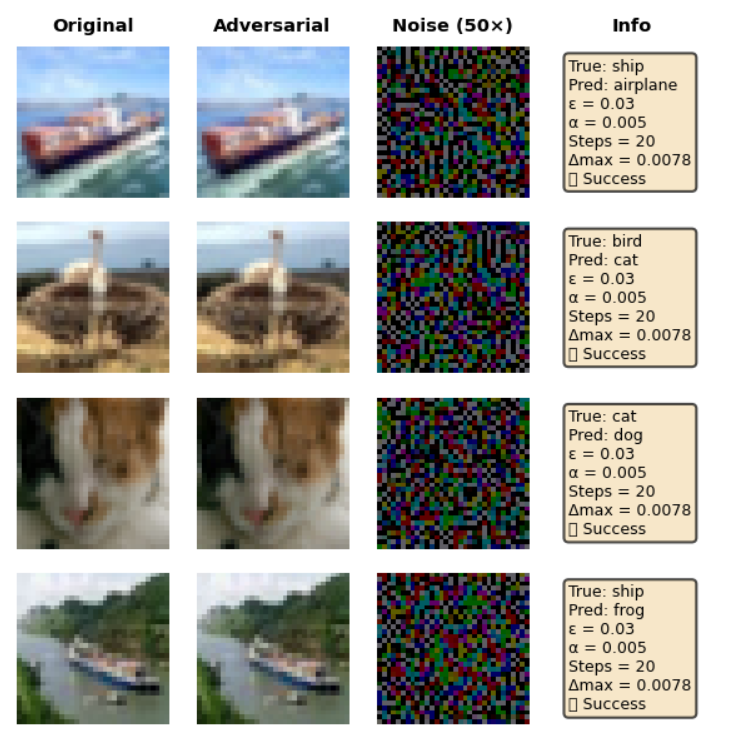 Original Adversarial Noise (50×) Info
True: ship
Pred: airplane
ε = 0.03
α = 0.005
Steps = 20
Δmax = 0.0078
▯ Success
True: bird
Pred: cat
ε = 0.03
α = 0.005
Steps = 20
Δmax = 0.0078
▯ Success
True: cat
Pred: dog
ε = 0.03
α = 0.005
Steps = 20
Δmax = 0.0078
▯ Success
True: ship
Pred: frog
ε = 0.03
α = 0.005
Steps = 20
Δmax = 0.0078
▯ Success